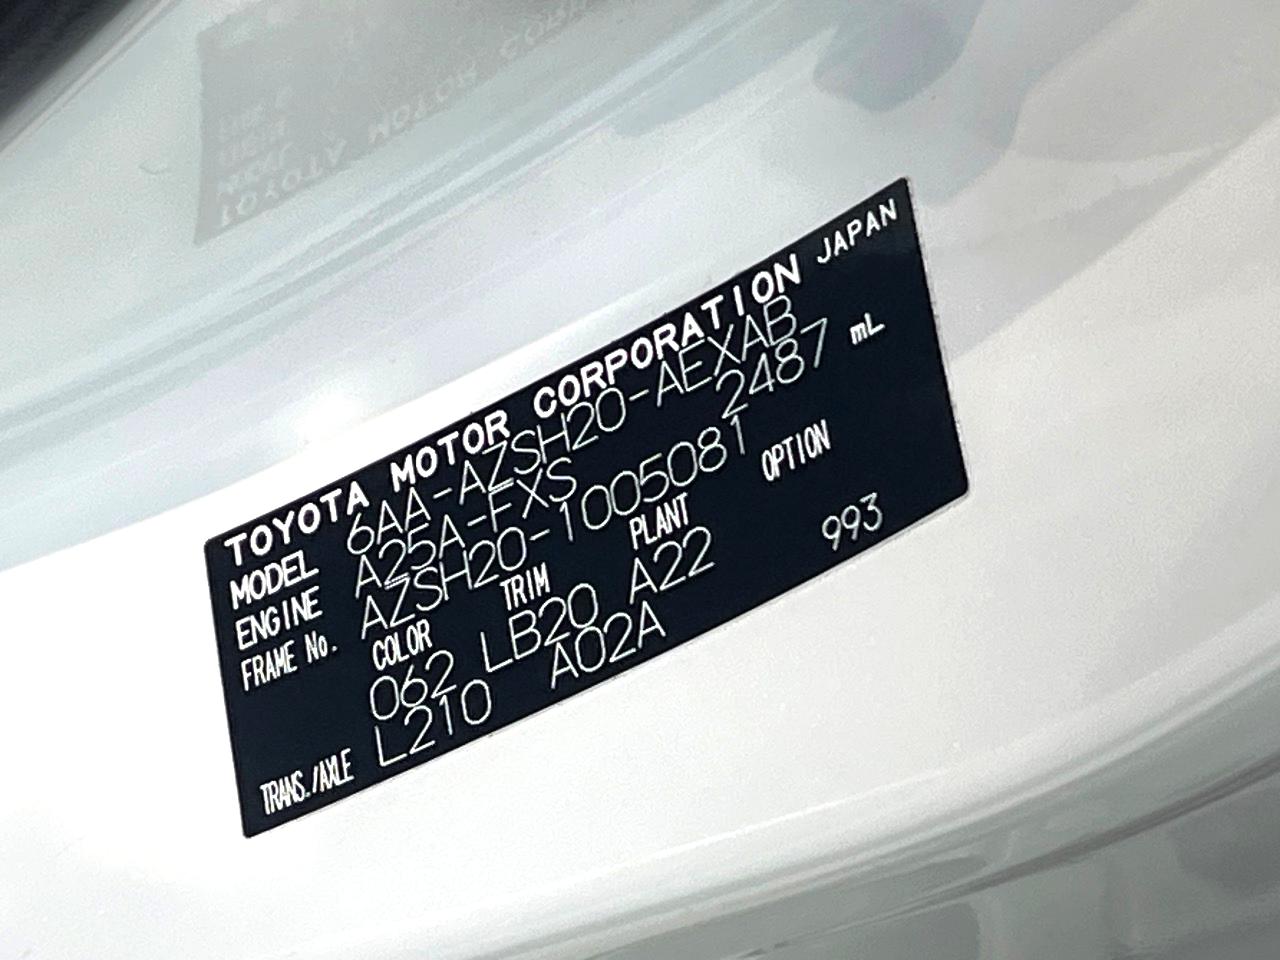 TOYOTA MOTOR CORPORATION JAPAN
MODEL 6AA-AZSH20-AEXAB
ENGINE A25A-FXS 2487 mL
FRAME No. AZSH20-1005081
COLOR TRIM PLANT OPTION
062 LB20 A22
TRANS./AXLE L210 A02A 993